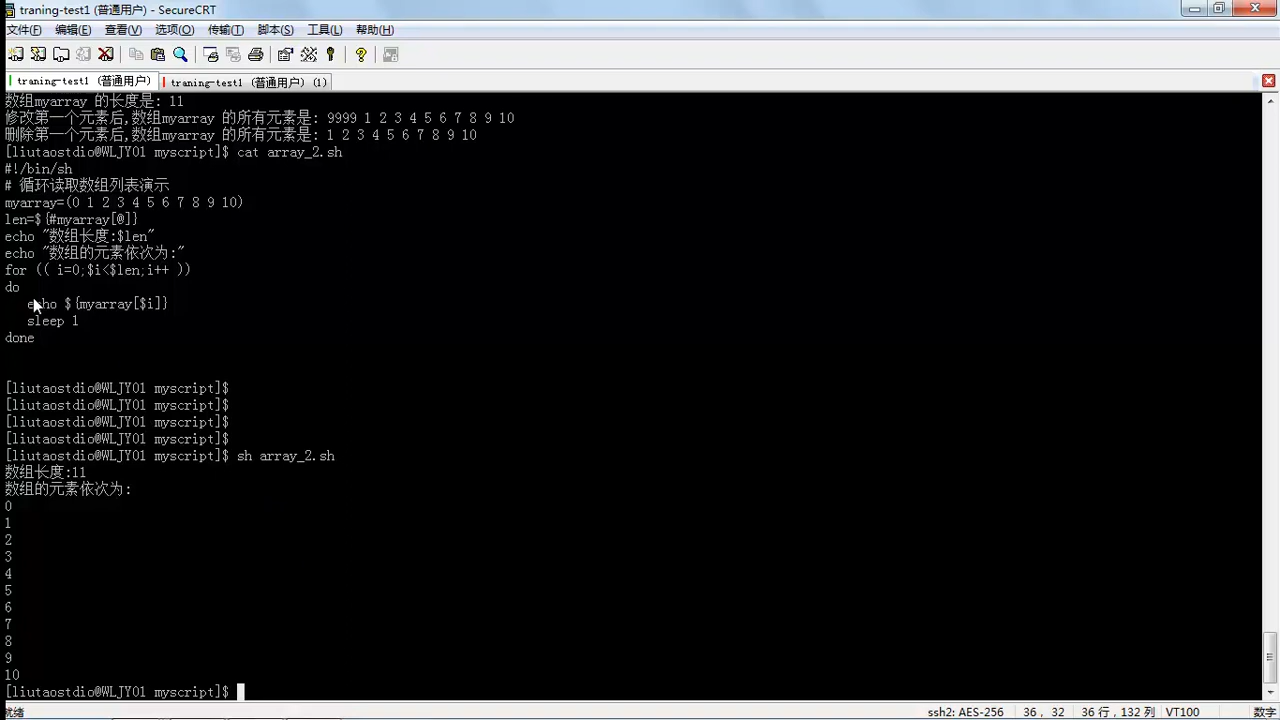 traning-test1 (普通用户) - SecureCRT
文件(F) 编辑(E) 查看(V) 选项(O) 传输(T) 脚本(S) 工具(L) 帮助(H)
traning-test1 (普通用户) traning-test1 (普通用户) (1)
数组myarray 的长度是: 11
修改第一个元素后,数组myarray 的所有元素是: 9999 1 2 3 4 5 6 7 8 9 10
删除第一个元素后,数组myarray 的所有元素是: 1 2 3 4 5 6 7 8 9 10
[liutaostdio@WLJY01 myscript]$ cat array_2.sh
#!/bin/sh
# 循环读取数组列表演示
myarray=(0 1 2 3 4 5 6 7 8 9 10)
len=${#myarray[@]}
echo "数组长度:$len"
echo "数组的元素依次为:"
for (( i=0;$i<$len;i++ ))
do
echo ${myarray[$i]}
sleep 1
done
[liutaostdio@WLJY01 myscript]$
[liutaostdio@WLJY01 myscript]$
[liutaostdio@WLJY01 myscript]$
[liutaostdio@WLJY01 myscript]$
[liutaostdio@WLJY01 myscript]$ sh array_2.sh
数组长度:11
数组的元素依次为:
0
1
2
3
4
5
6
7
8
9
10
[liutaostdio@WLJY01 myscript]$
就绪 ssh2: AES-256 36, 32 36 行, 132 列 VT100 数字